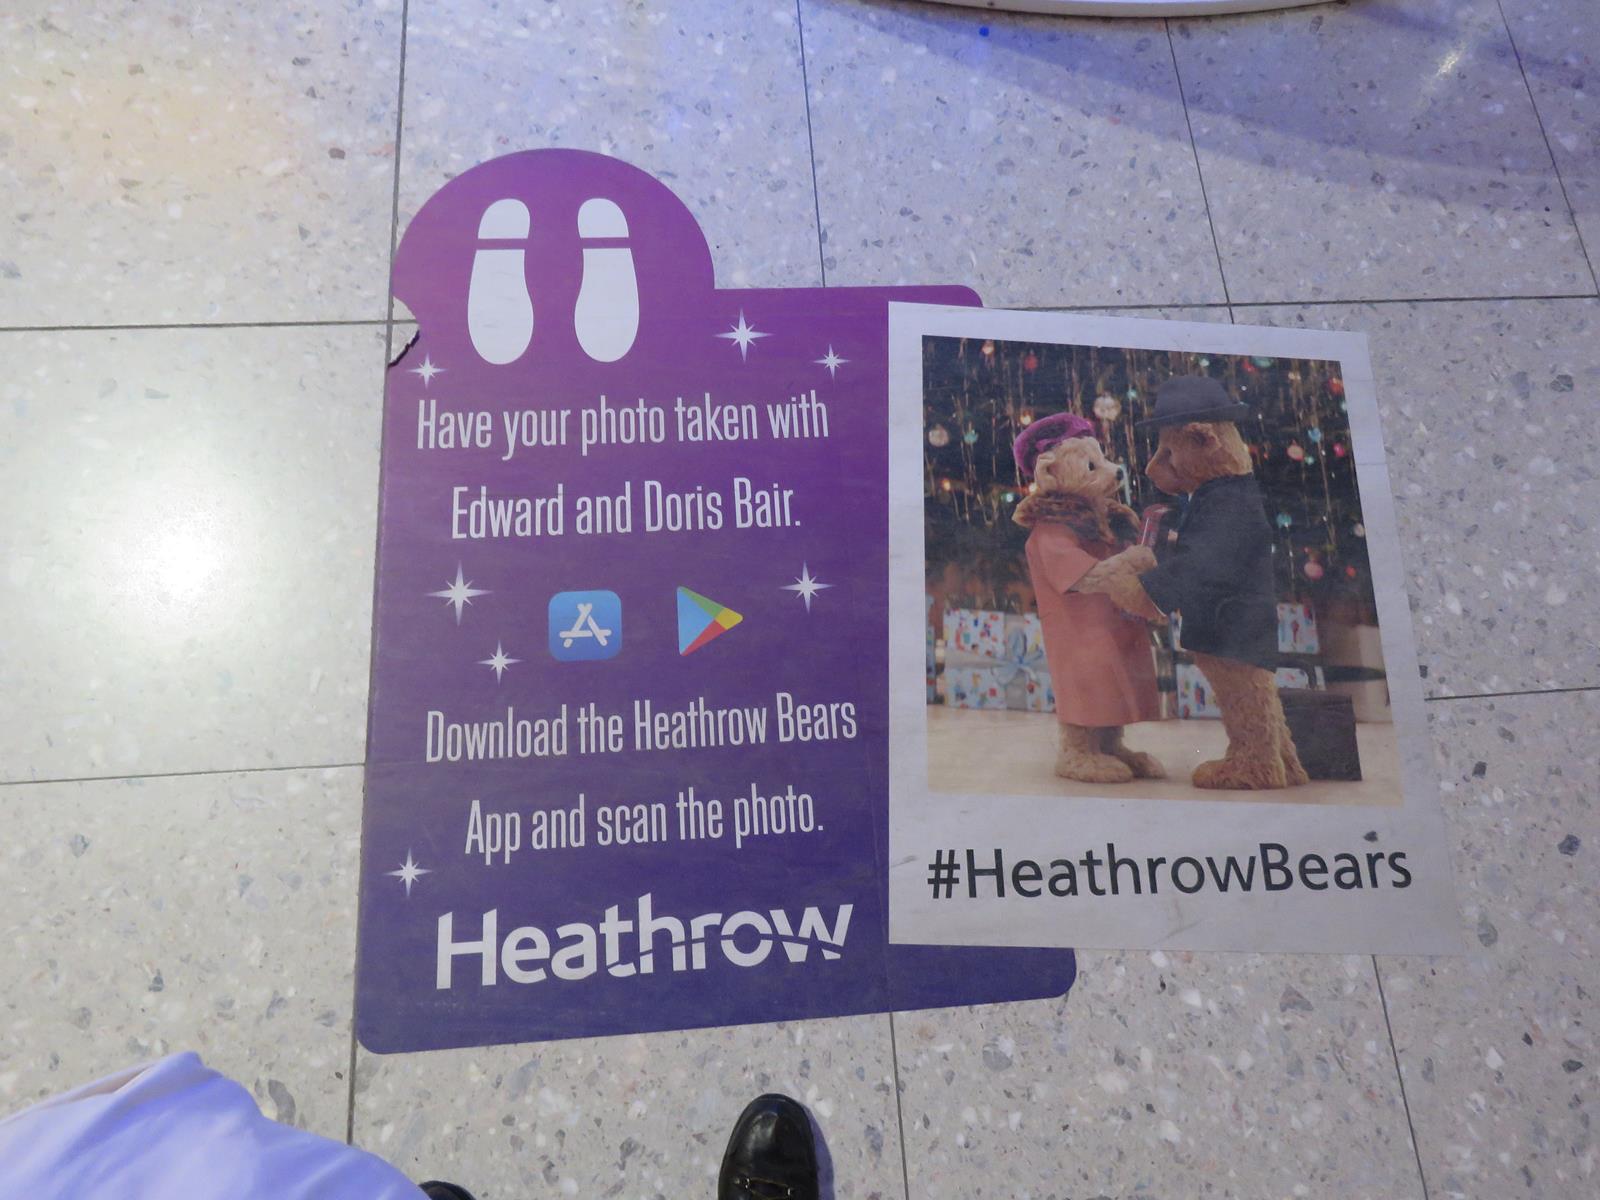 Have your photo taken with
Edward and Doris Bair.
Download the Heathrow Bears
App and scan the photo.
Heathrow
#HeathrowBears